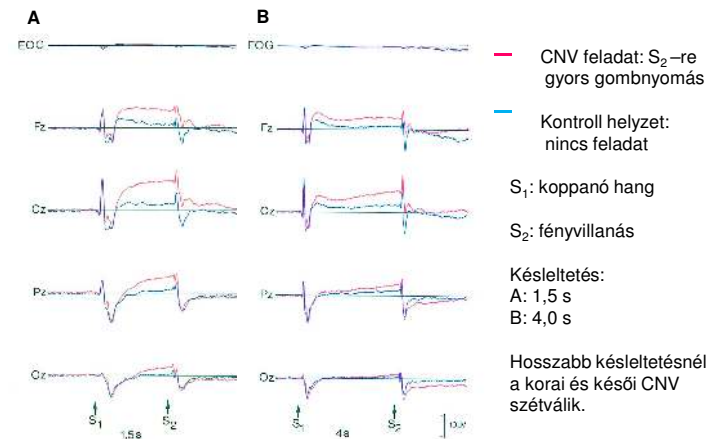 A
B
EOG
EOG
Fz
Fz
Cz
Cz
Pz
Pz
Oz
Oz
S1
S2
1.5s
S1
S2
4s
CNV feladat: S2 –re
gyors gombnyomás
Kontroll helyzet:
nincs feladat
S1: koppanó hang
S2: fényvillanás
Késleltetés:
A: 1,5 s
B: 4,0 s
Hosszabb késleltetésnél
a korai és késői CNV
szétválik.